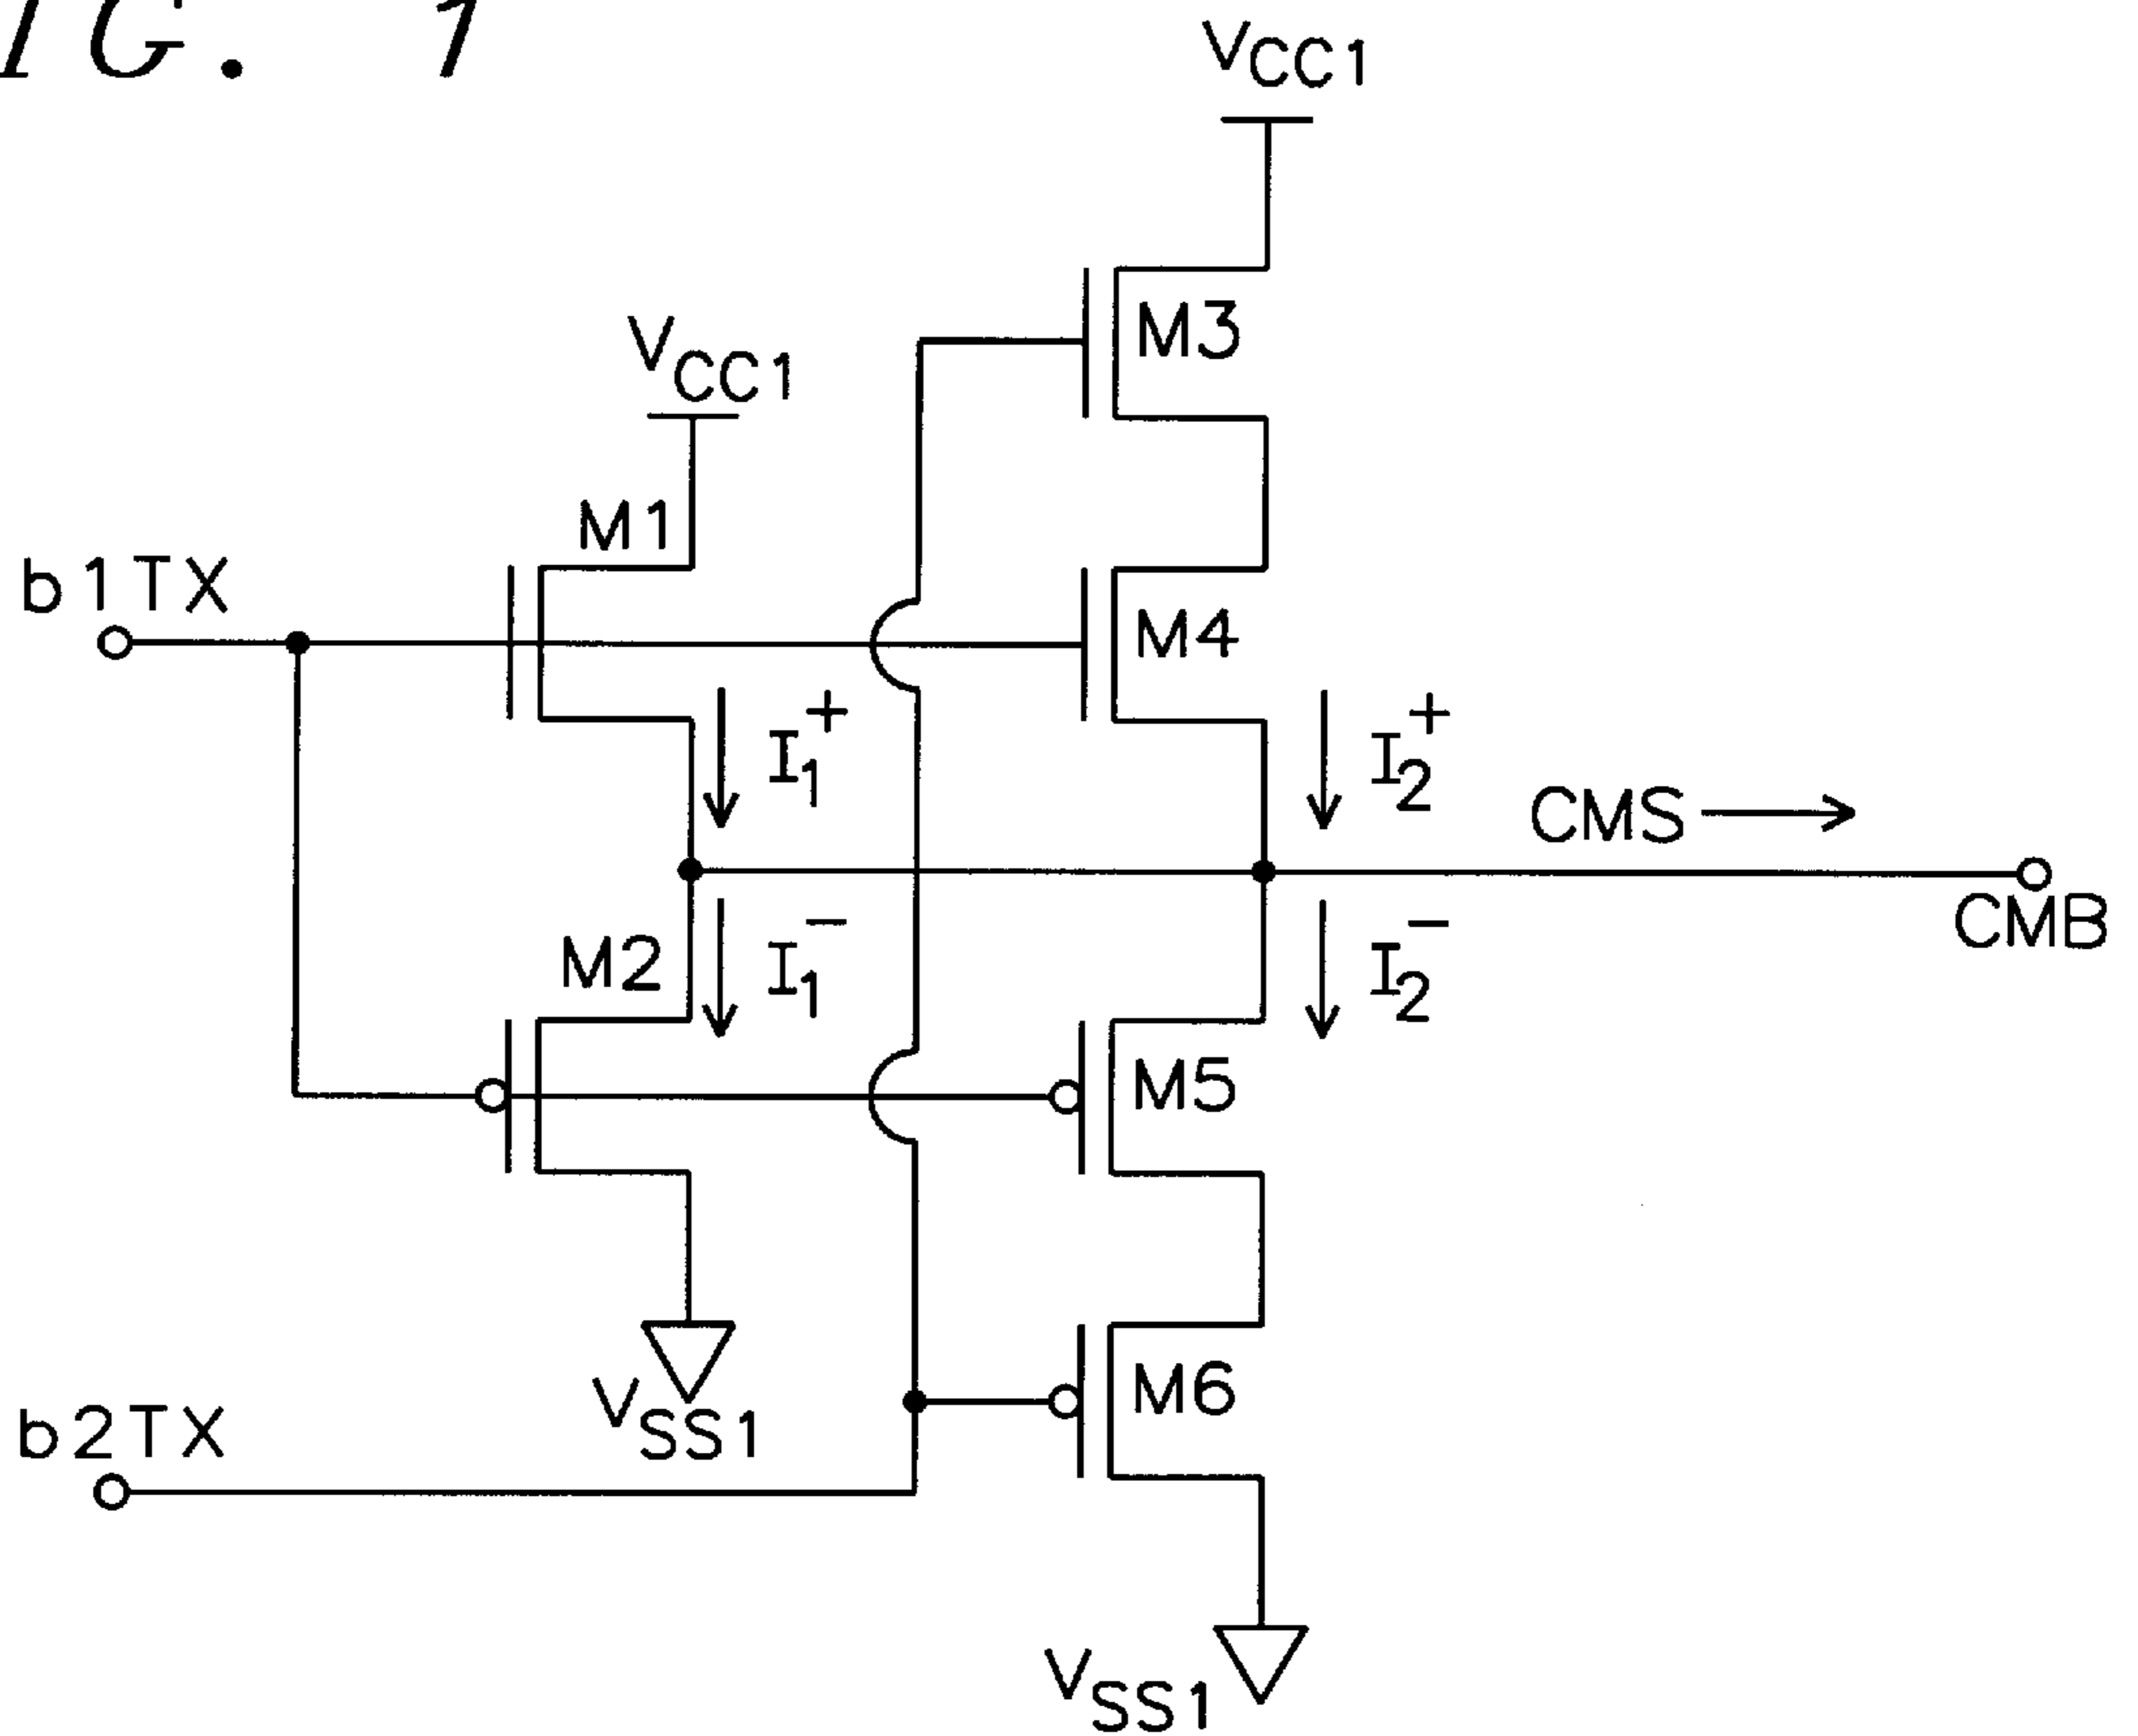 IG. 1
VCC1
M3
VCC1
M1
b1TX
M4
I1+
I2+
CMS
CMB
M2
I1−
I2−
M5
M6
VSS1
b2TX
VSS1